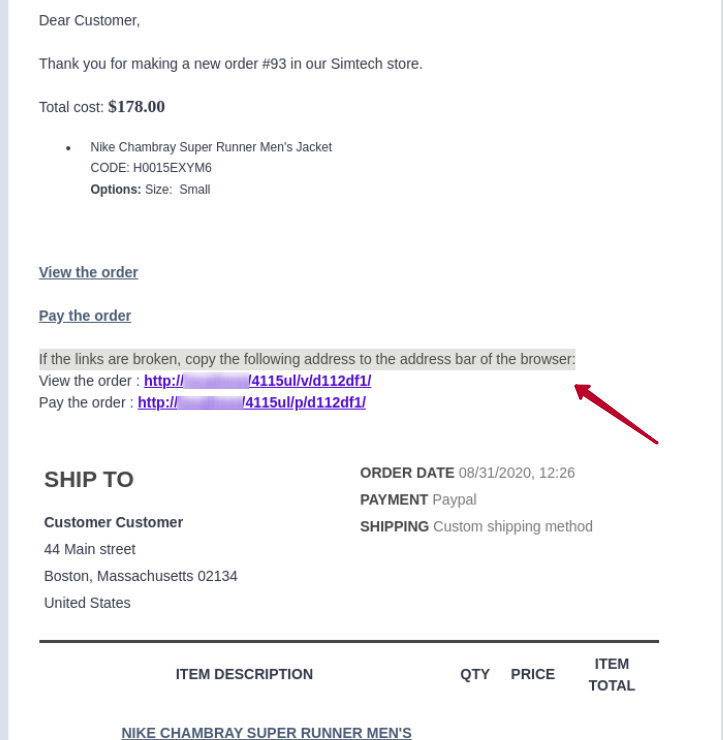 Dear Customer,
Thank you for making a new order #93 in our Simtech store.
Total cost: $178.00
Nike Chambray Super Runner Men's Jacket
CODE: H0015EXYM6
Options: Size: Small
View the order
Pay the order
If the links are broken, copy the following address to the address bar of the browser:
View the order : http:// /4115ul/v/d112df1/
Pay the order : http:// /4115ul/p/d112df1/
SHIP TO
Customer Customer
44 Main street
Boston, Massachusetts 02134
United States
ORDER DATE 08/31/2020, 12:26
PAYMENT Paypal
SHIPPING Custom shipping method
ITEM DESCRIPTION QTY PRICE ITEM TOTAL
NIKE CHAMBRAY SUPER RUNNER MEN'S